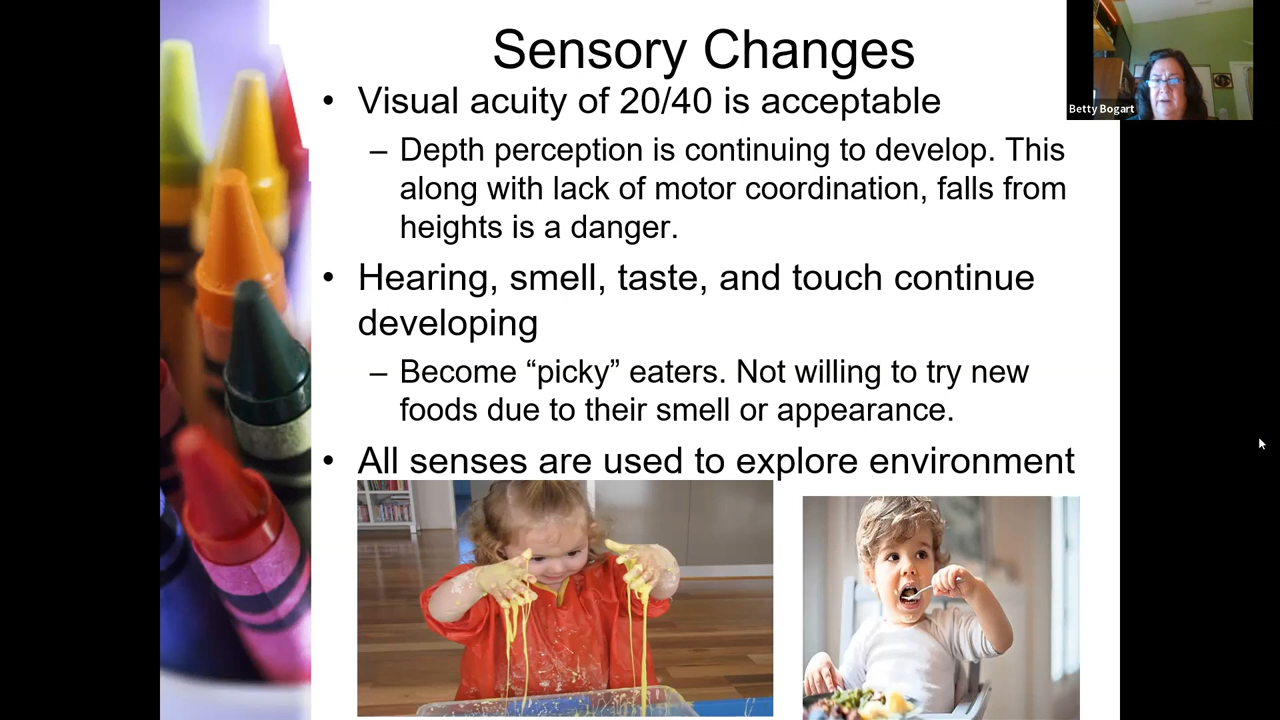 Sensory Changes
• Visual acuity of 20/40 is acceptable
– Depth perception is continuing to develop. This
along with lack of motor coordination, falls from
heights is a danger.
• Hearing, smell, taste, and touch continue
developing
– Become “picky” eaters. Not willing to try new
foods due to their smell or appearance.
• All senses are used to explore environment
Betty Bogart